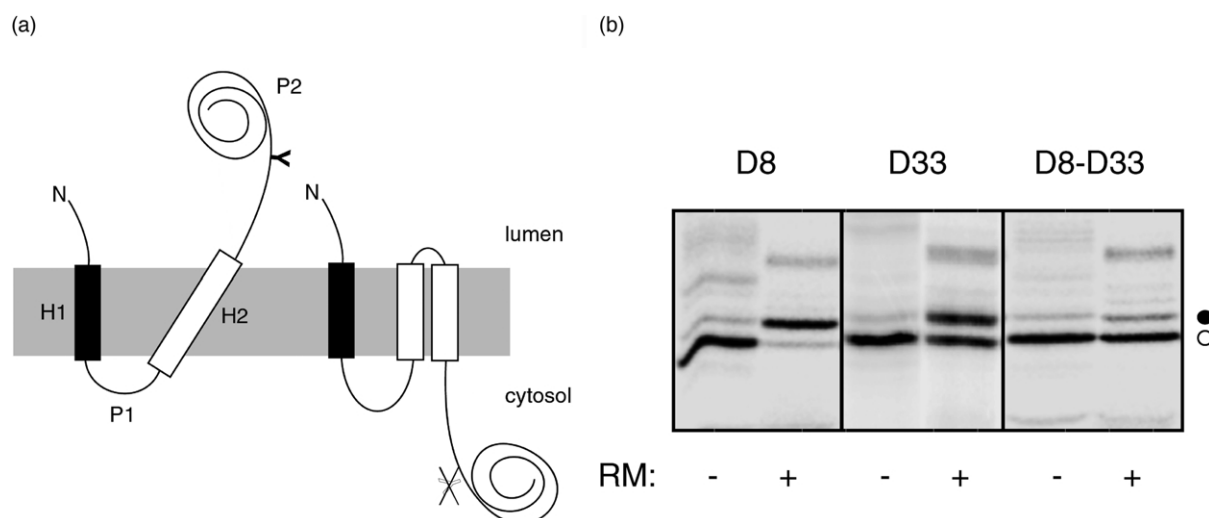 (a)
(b)
P2
N
N
lumen
H1
H2
P1
cytosol
D8 D33 D8-D33
RM: - + - + - +